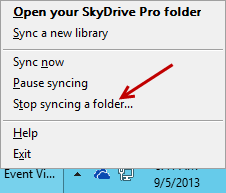 Open your SkyDrive Pro folder
Sync a new library
Sync now
Pause syncing
Stop syncing a folder...
Help
Exit
Event Vi...
9/5/2013